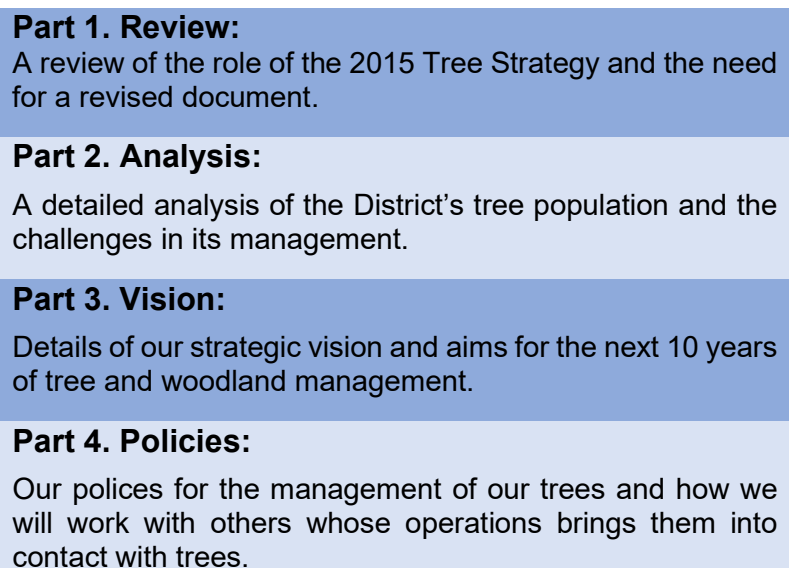 Part 1. Review:
A review of the role of the 2015 Tree Strategy and the need
for a revised document.
Part 2. Analysis:
A detailed analysis of the District’s tree population and the
challenges in its management.
Part 3. Vision:
Details of our strategic vision and aims for the next 10 years
of tree and woodland management.
Part 4. Policies:
Our polices for the management of our trees and how we
will work with others whose operations brings them into
contact with trees.